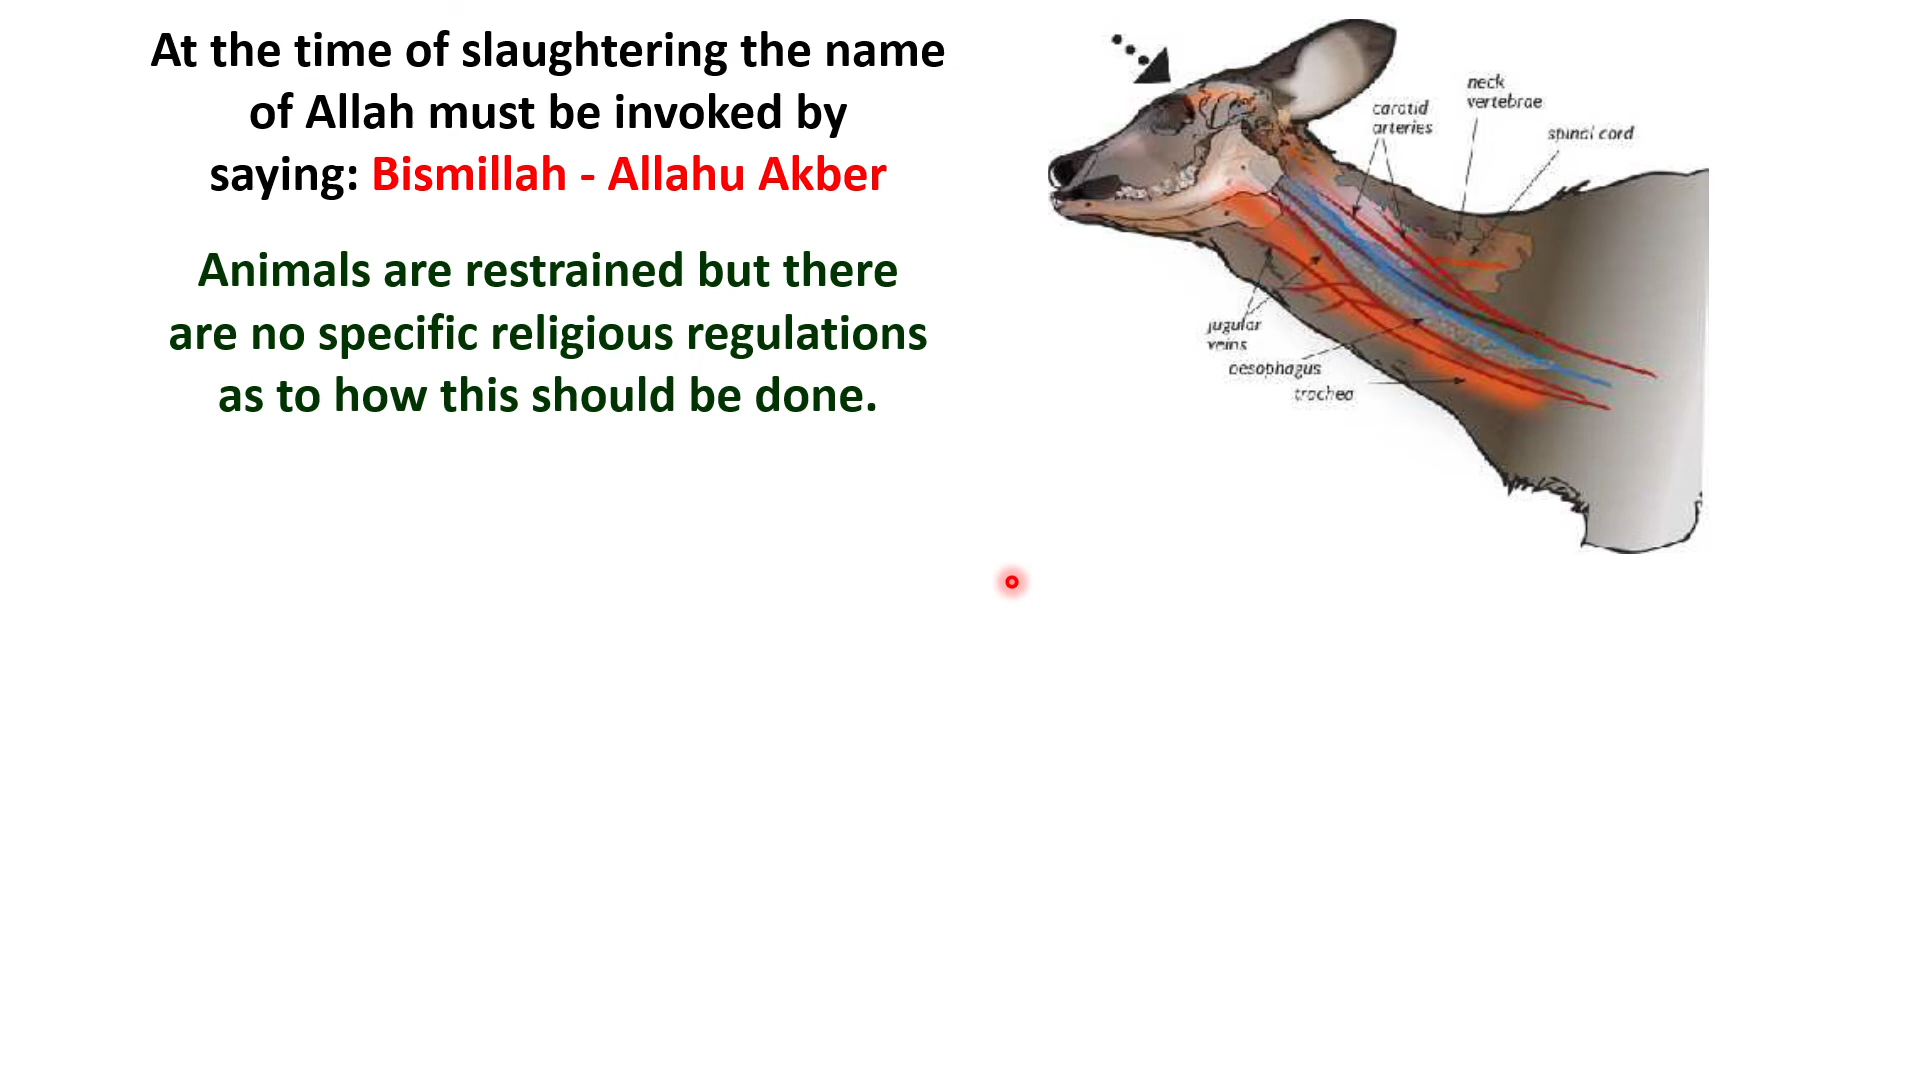 At the time of slaughtering the name
of Allah must be invoked by
saying: Bismillah - Allahu Akber
Animals are restrained but there
are no specific religious regulations
as to how this should be done.
neck
vertebrae
carotid
arteries
spinal cord
jugular
veins
oesophagus
trachea